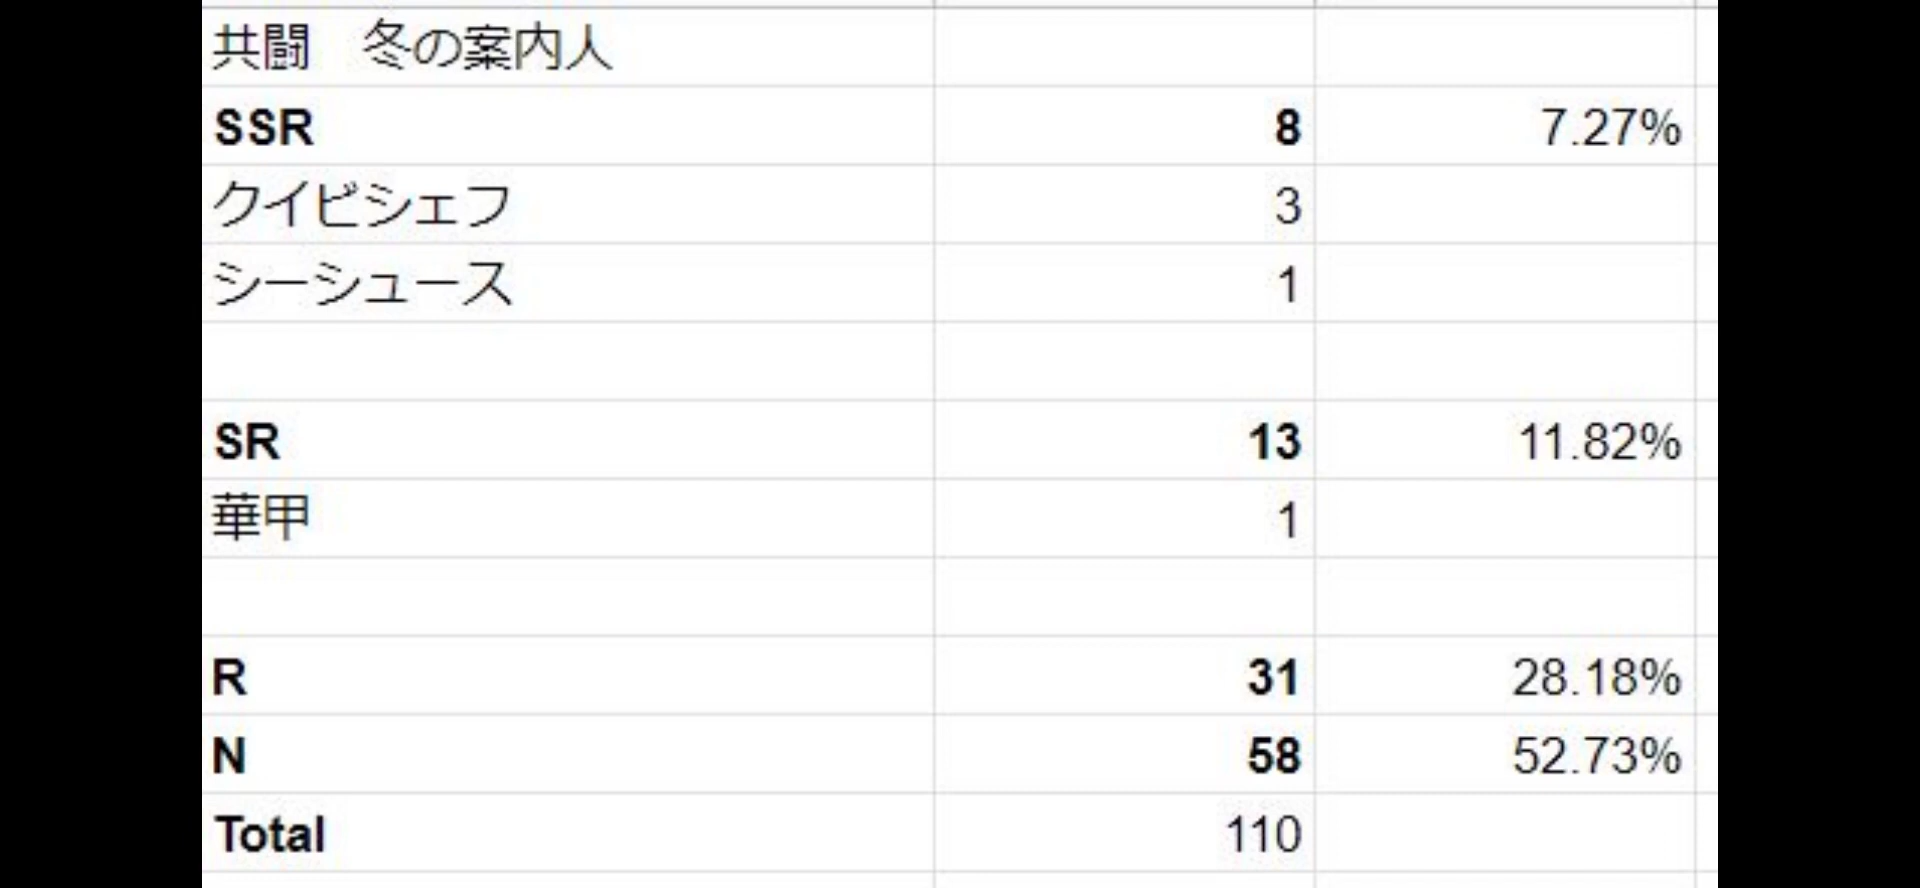 共闘　冬の案内人
SSR 8 7.27%
クイビシェフ 3
シーシュース 1
SR 13 11.82%
華甲 1
R 31 28.18%
N 58 52.73%
Total 110